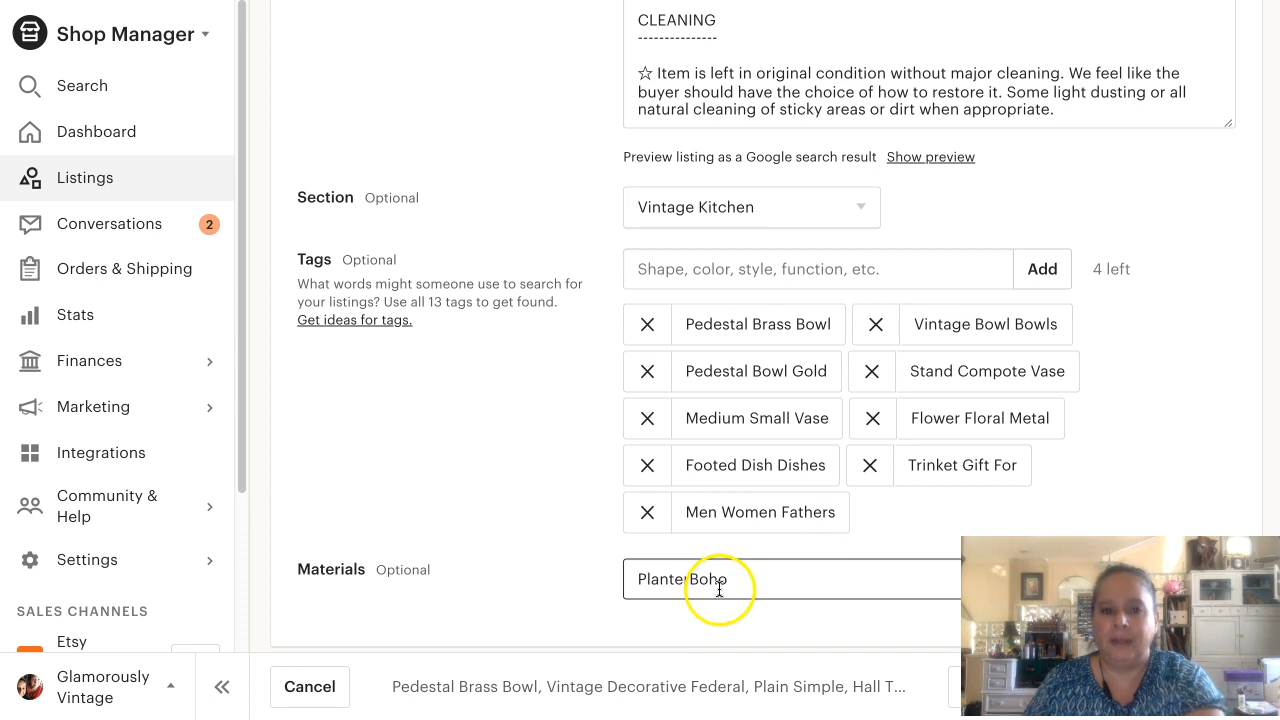 Shop Manager
Search
Dashboard
Listings
Conversations 2
Orders & Shipping
Stats
Finances
Marketing
Integrations
Community &
Help
Settings
SALES CHANNELS
Etsy
Glamorously
Vintage
CLEANING
---------------
☆ Item is left in original condition without major cleaning. We feel like the
buyer should have the choice of how to restore it. Some light dusting or all
natural cleaning of sticky areas or dirt when appropriate.
Preview listing as a Google search result Show preview
Section Optional
Vintage Kitchen
Tags Optional
What words might someone use to search for
your listings? Use all 13 tags to get found.
Get ideas for tags.
Shape, color, style, function, etc. Add 4 left
Pedestal Brass Bowl Vintage Bowl Bowls
Pedestal Bowl Gold Stand Compote Vase
Medium Small Vase Flower Floral Metal
Footed Dish Dishes Trinket Gift For
Men Women Fathers
Materials Optional
Planter Boho
Cancel Pedestal Brass Bowl, Vintage Decorative Federal, Plain Simple, Hall T...